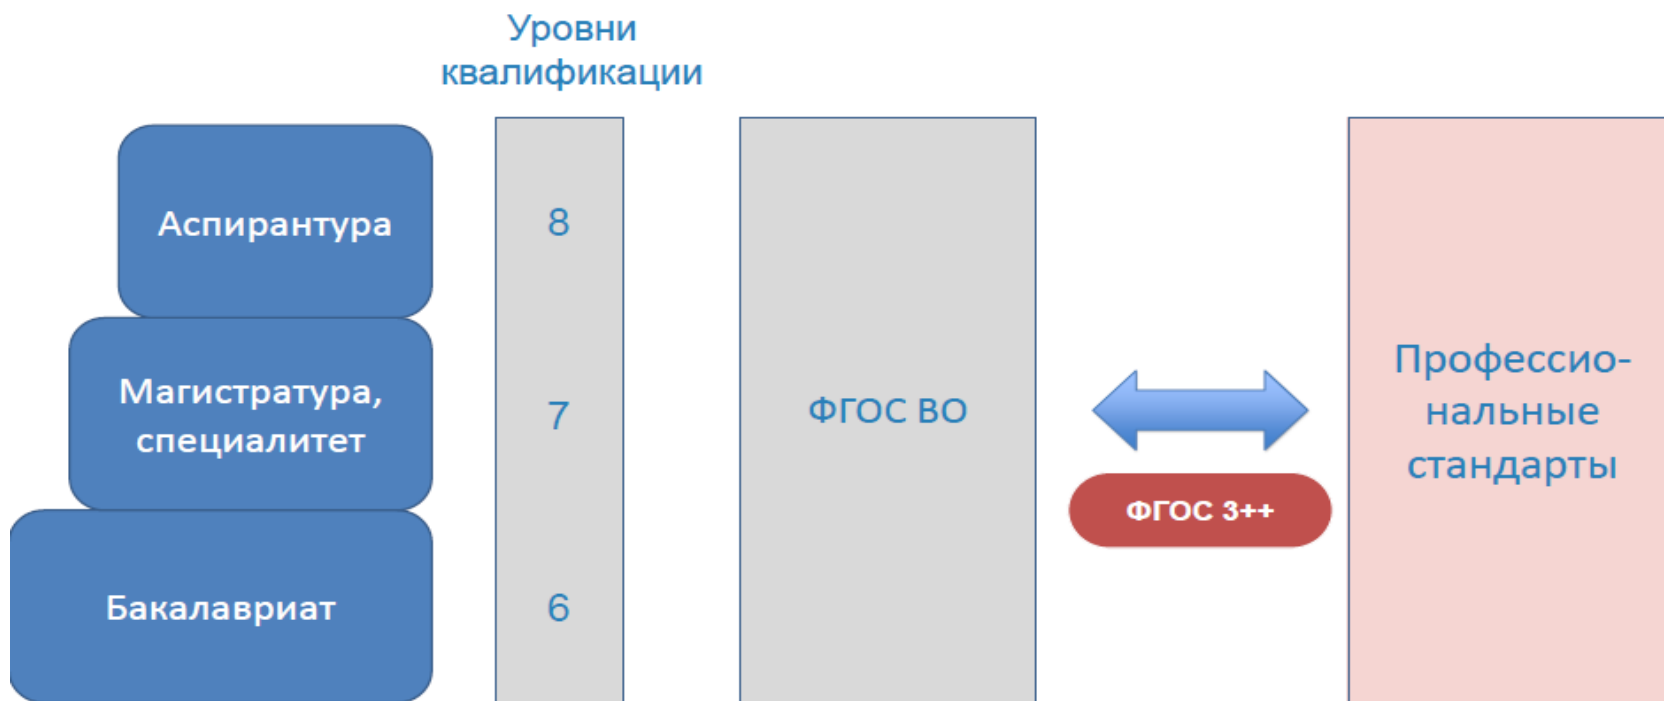 Уровни
квалификации
Аспирантура
8
Магистратура,
специалитет
7
Бакалавриат
6
ФГОС ВО
ФГОС 3++
Профессио-
нальные
стандарты